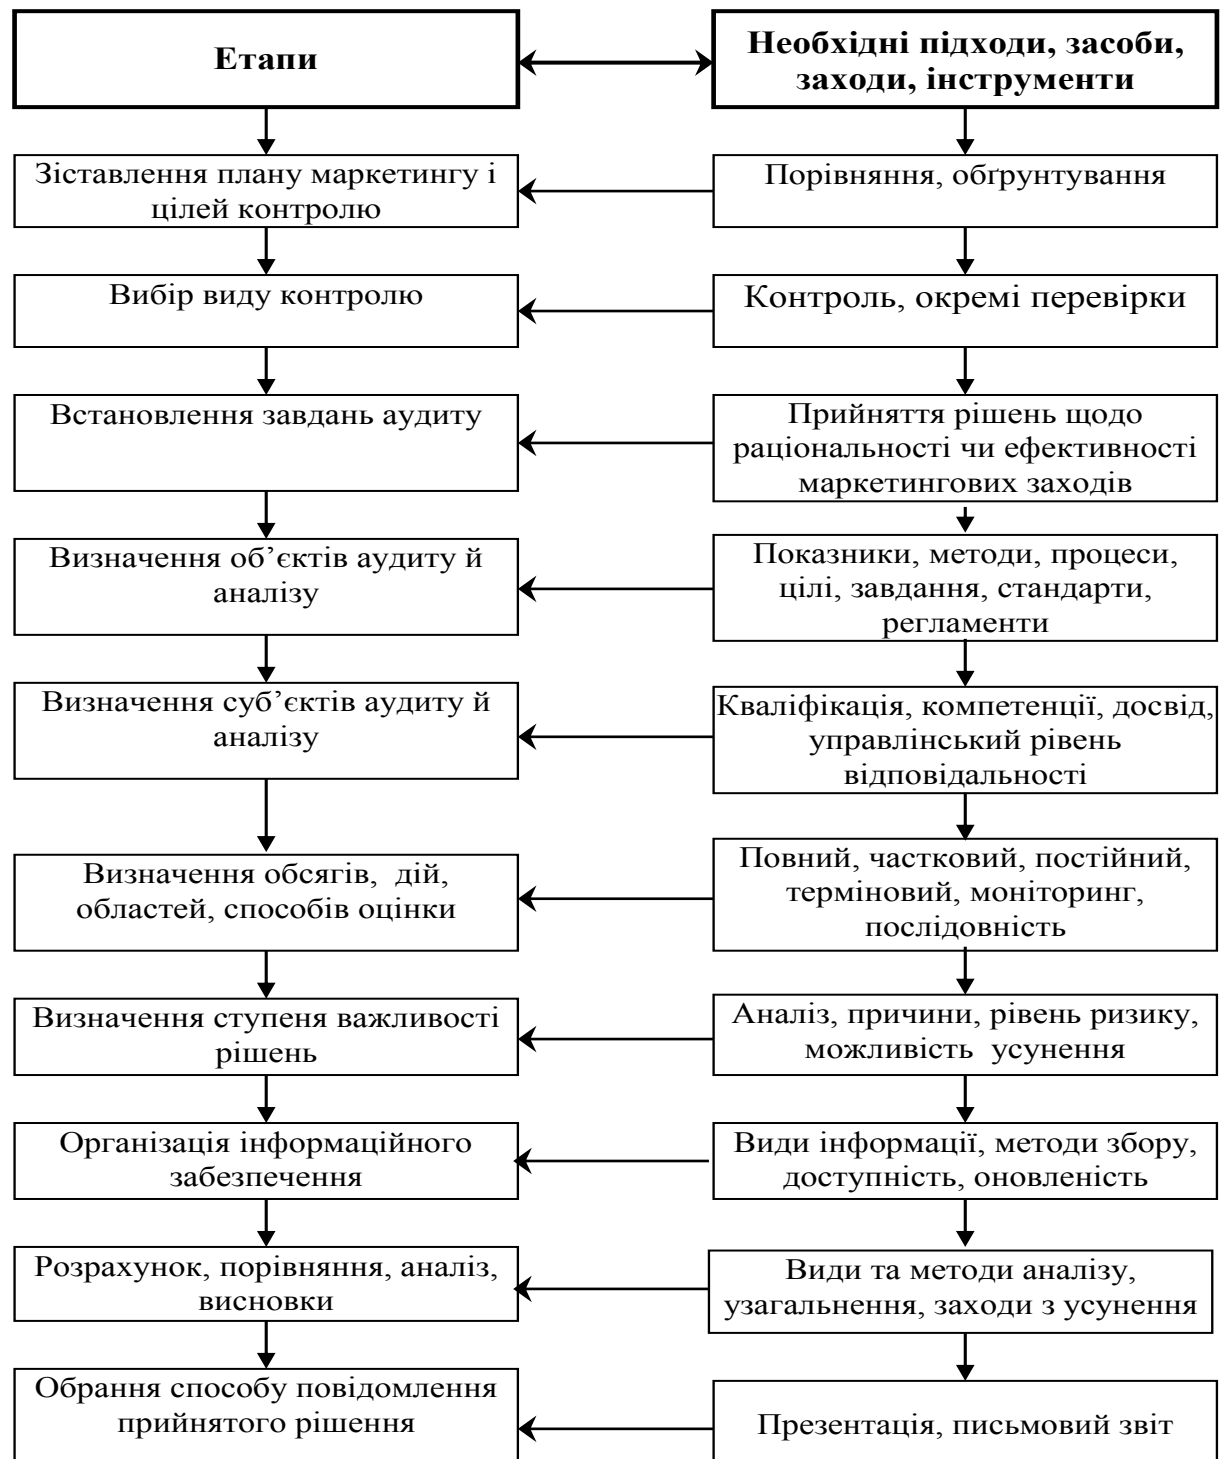 Етапи
Необхідні підходи, засоби,
заходи, інструменти
Зіставлення плану маркетингу і
цілей контролю
Порівняння, обґрунтування
Вибір виду контролю
Контроль, окремі перевірки
Встановлення завдань аудиту
Прийняття рішень щодо
раціональності чи ефективності
маркетингових заходів
Визначення об’єктів аудиту й
аналізу
Показники, методи, процеси,
цілі, завдання, стандарти,
регламенти
Визначення суб’єктів аудиту й
аналізу
Кваліфікація, компетенції, досвід,
управлінський рівень
відповідальності
Визначення обсягів, дій,
областей, способів оцінки
Повний, частковий, постійний,
терміновий, моніторинг,
послідовність
Визначення ступеня важливості
рішень
Аналіз, причини, рівень ризику,
можливість усунення
Організація інформаційного
забезпечення
Види інформації, методи збору,
доступність, оновленість
Розрахунок, порівняння, аналіз,
висновки
Види та методи аналізу,
узагальнення, заходи з усунення
Обрання способу повідомлення
прийнятого рішення
Презентація, письмовий звіт